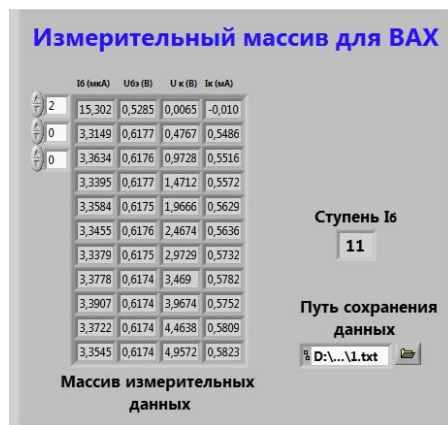 Измерительный массив для ВАХ
Iб (мкА) Uбэ (В) U к (В) Iк (мА)
2 15,302 0,5285 0,0065 -0,010
0 3,3149 0,6177 0,4767 0,5486
0 3,3634 0,6176 0,9728 0,5516
3,3395 0,6177 1,4712 0,5572
3,3584 0,6175 1,9666 0,5629
3,3455 0,6176 2,4674 0,5636
3,3379 0,6175 2,9729 0,5732
3,3778 0,6174 3,469 0,5782
3,3907 0,6174 3,9674 0,5752
3,3722 0,6174 4,4638 0,5809
3,3545 0,6174 4,9572 0,5823
Массив измерительных
данных
Ступень Iб
11
Путь сохранения
данных
D:\...\1.txt